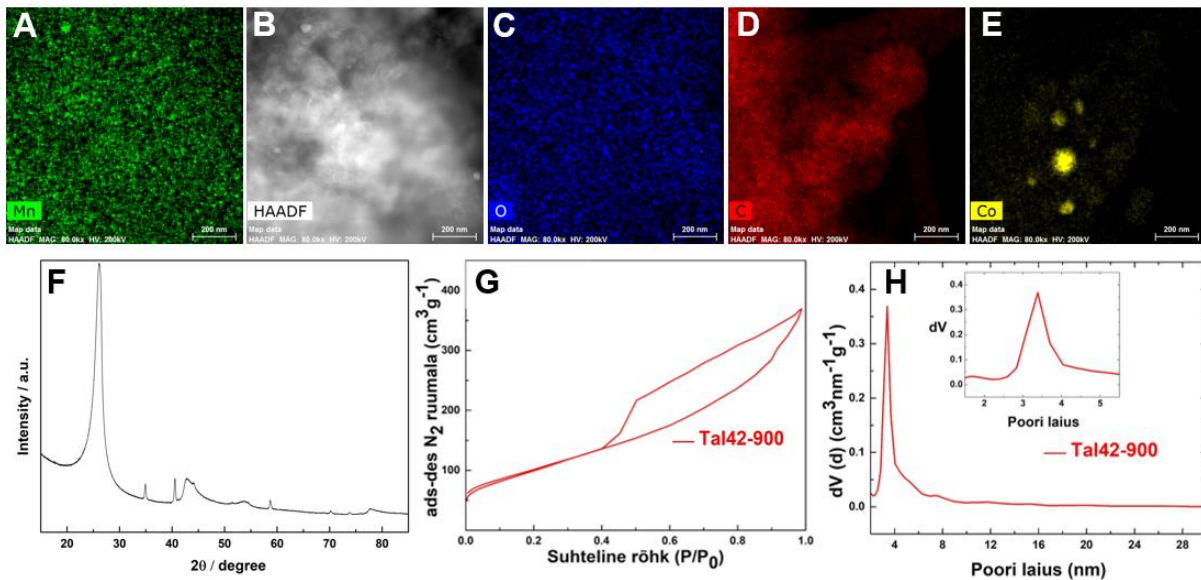 A
Mn
Map data
HAADF MAG: 80.0kx HV: 200kV
200 nm
B
HAADF
Map data
HAADF MAG: 80.0kx HV: 200kV
200 nm
C
O
Map data
HAADF MAG: 80.0kx HV: 200kV
200 nm
D
C
Map data
HAADF MAG: 80.0kx HV: 200kV
200 nm
E
Co
Map data
HAADF MAG: 80.0kx HV: 200kV
200 nm
F
Intensity / a.u.
20 30 40 50 60 70 80
2θ / degree
G
ads-des N2 ruumala (cm3g-1)
400
300
200
100
0
0.0 0.2 0.4 0.6 0.8 1.0
Tal42-900
Suhteline rõhk (P/P0)
H
dV (d) (cm3nm-1g-1)
0.4
0.3
0.2
0.1
0.0
4 8 12 16 20 24 28
dV
0.4
0.3
0.2
0.1
0.0
2 3 4 5
Poori laius
Tal42-900
Poori laius (nm)